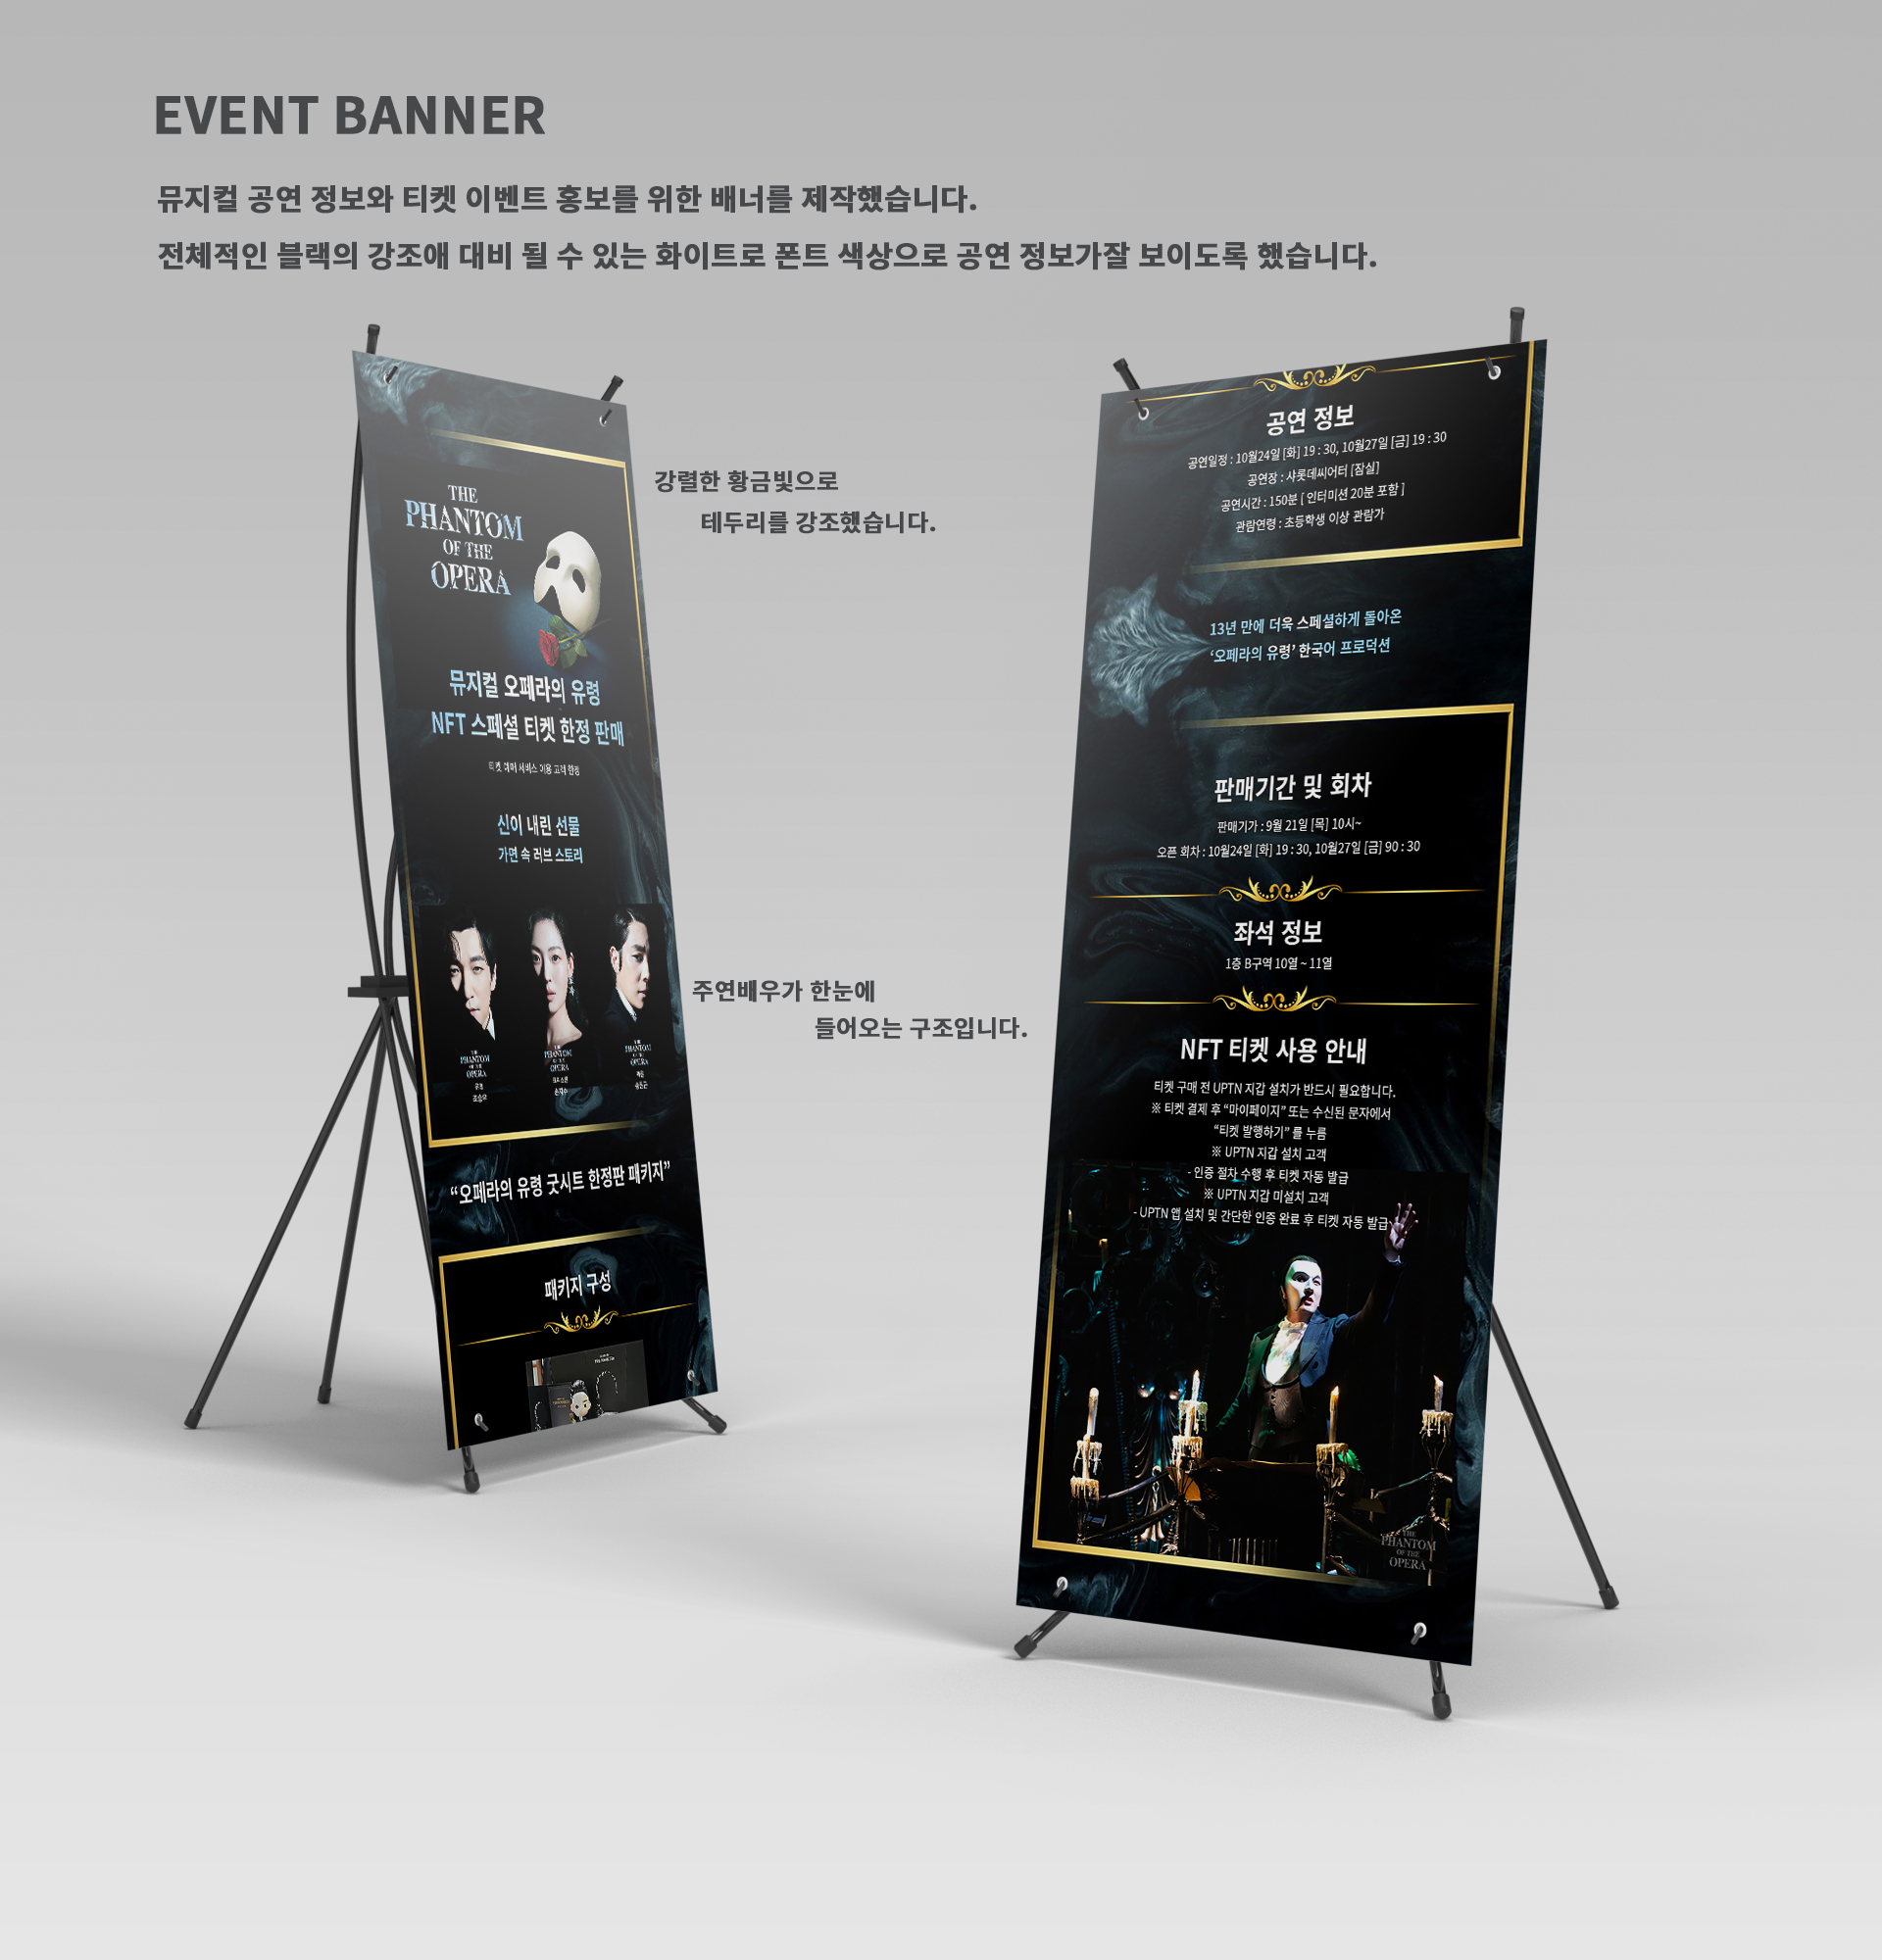 EVENT BANNER
뮤지컬 공연 정보와 티켓 이벤트 홍보를 위한 배너를 제작했습니다.
전체적인 블랙의 강조애 대비 될 수 있는 화이트로 폰트 색상으로 공연 정보가잘 보이도록 했습니다.
THE
PHANTOM
OF THE
OPERA
뮤지컬 오페라의 유령
NFT 스페셜 티켓 한정 판매
서비스 이용 고객 한정
신이 내린 선물
가면 속 러브 스토리
THE
PHANTOM
OF THE
OPERA
유령
조승우
THE
PHANTOM
OF THE
OPERA
크리스틴
손지수
THE
PHANTOM
OF THE
OPERA
라울
송원근
“오페라의 유령 굿시트 한정판 패키지”
패키지 구성
강렬한 황금빛으로
테두리를 강조했습니다.
주연배우가 한눈에
들어오는 구조입니다.
공연 정보
공연일정 : 10월24일 [화] 19 : 30, 10월27일 [금] 19 : 30
공연장 : 샤롯데씨어터 [잠실]
공연시간 : 150분 [ 인터미션 20분 포함 ]
관람연령 : 초등학생 이상 관람가
13년 만에 더욱 스페셜하게 돌아온
‘오페라의 유령’ 한국어 프로덕션
판매기간 및 회차
판매기가 : 9월 21일 [목] 10시~
오픈 회차 : 10월24일 [화] 19 : 30, 10월27일 [금] 90 : 30
좌석 정보
1층 B구역 10열 ~ 11열
NFT 티켓 사용 안내
티켓 구매 전 UPTN 지갑 설치가 반드시 필요합니다.
※ 티켓 결제 후 “마이페이지” 또는 수신된 문자에서
“티켓 발행하기” 를 누름
※ UPTN 지갑 설치 고객
- 인증 절차 수행 후 티켓 자동 발급
※ UPTN 지갑 미설치 고객
- UPTN 앱 설치 및 간단한 인증 완료 후 티켓 자동 발급
THE
PHANTOM
OF THE
OPERA